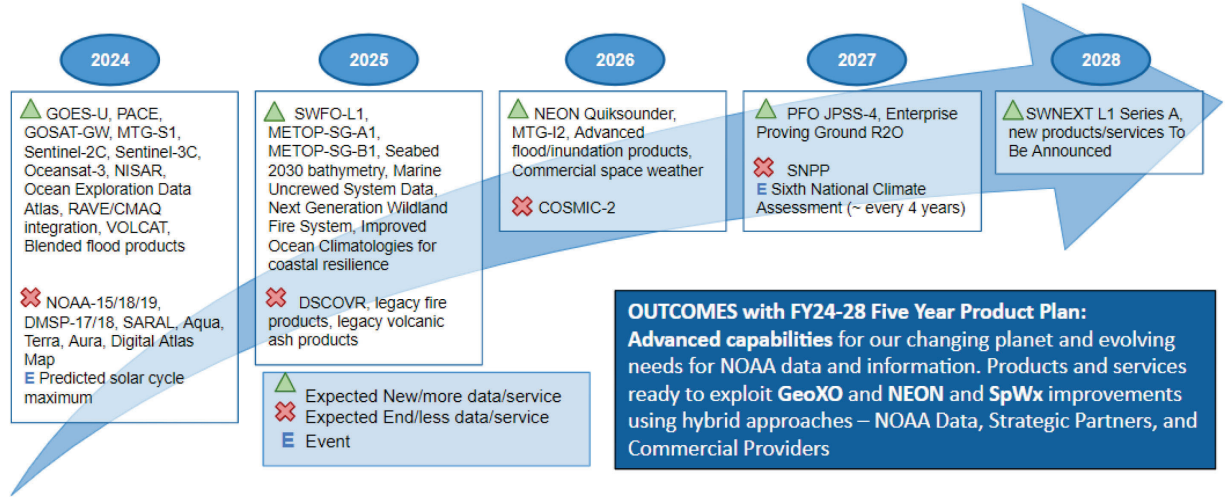 2024
GOES-U, PACE,
GOSAT-GW, MTG-S1,
Sentinel-2C, Sentinel-3C,
Oceansat-3, NISAR,
Ocean Exploration Data
Atlas, RAVE/CMAQ
integration, VOLCAT,
Blended flood products
NOAA-15/18/19,
DMSP-17/18, SARAL, Aqua,
Terra, Aura, Digital Atlas
Map
E Predicted solar cycle
maximum
2025
SWFO-L1,
METOP-SG-A1,
METOP-SG-B1, Seabed
2030 bathymetry, Marine
Uncrewed System Data,
Next Generation Wildland
Fire System, Improved
Ocean Climatologies for
coastal resilience
DSCOVR, legacy fire
products, legacy volcanic
ash products
2026
NEON Quiksounder,
MTG-I2, Advanced
flood/inundation products,
Commercial space weather
COSMIC-2
2027
PFO JPSS-4, Enterprise
Proving Ground R2O
SNPP
E Sixth National Climate
Assessment (~ every 4 years)
2028
SWNEXT L1 Series A,
new products/services To
Be Announced
Expected New/more data/service
Expected End/less data/service
E Event
OUTCOMES with FY24-28 Five Year Product Plan:
Advanced capabilities for our changing planet and evolving
needs for NOAA data and information. Products and services
ready to exploit GeoXO and NEON and SpWx improvements
using hybrid approaches – NOAA Data, Strategic Partners, and
Commercial Providers